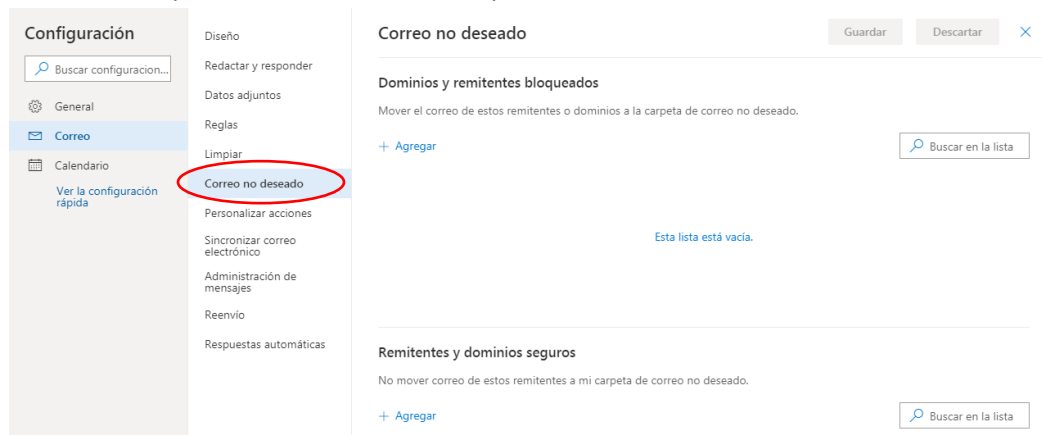 Configuración
Buscar configuracion...
General
Correo
Calendario
Ver la configuración
rápida
Diseño
Redactar y responder
Datos adjuntos
Reglas
Limpiar
Correo no deseado
Personalizar acciones
Sincronizar correo
electrónico
Administración de
mensajes
Reenvío
Respuestas automáticas
Correo no deseado
Guardar
Descartar
Dominios y remitentes bloqueados
Mover el correo de estos remitentes o dominios a la carpeta de correo no deseado.
+ Agregar
Buscar en la lista
Esta lista está vacía.
Remitentes y dominios seguros
No mover correo de estos remitentes a mi carpeta de correo no deseado.
+ Agregar
Buscar en la lista